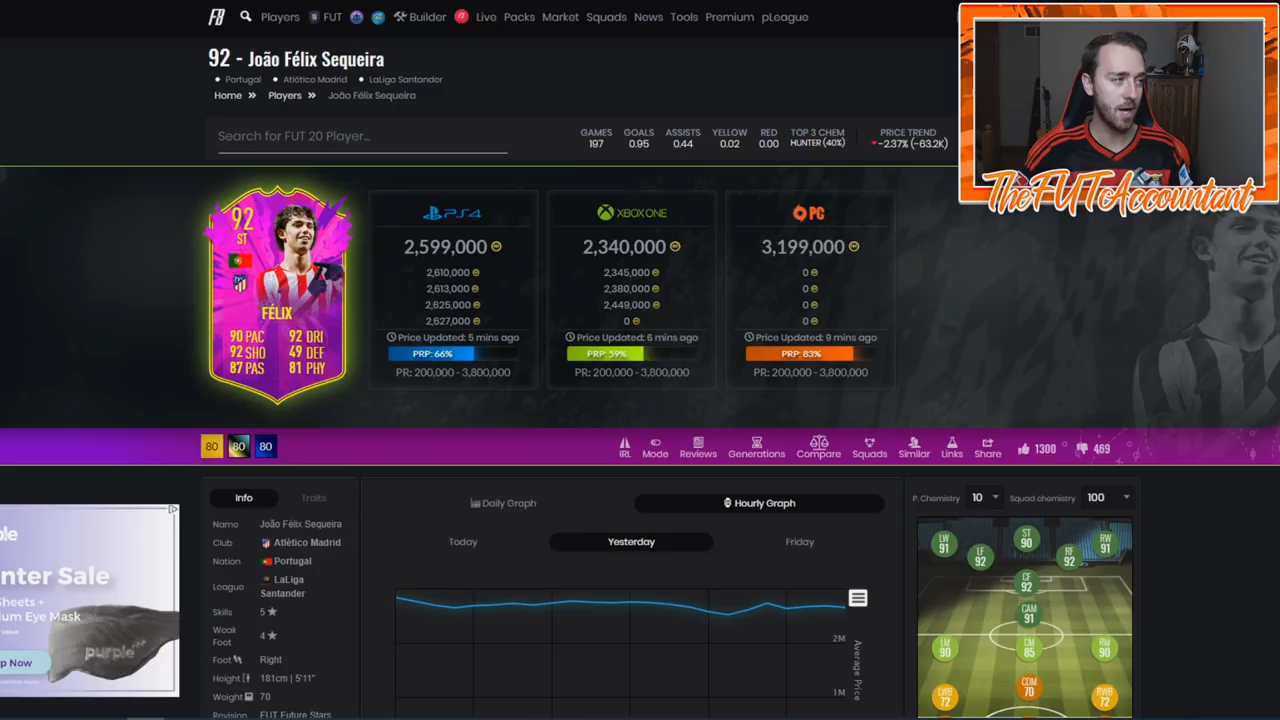 F8 Players FUT Builder Live Packs Market Squads News Tools Premium pLeague
92 - João Félix Sequeira
Portugal Atlético Madrid LaLiga Santander
Home >> Players >> João Félix Sequeira
Search for FUT 20 Player...
GAMES GOALS ASSISTS YELLOW RED TOP 3 CHEM PRICE TREND
197 0.95 0.44 0.02 0.00 HUNTER (40%) -2.37% (-63.2K)
TheFUTAccountant
92
ST
FÉLIX
90 PAC 92 DRI
92 SHO 49 DEF
87 PAS 81 PHY
PS4
2,599,000
2,610,000
2,613,000
2,625,000
2,627,000
Price Updated: 5 mins ago
PRP: 66%
PR: 200,000 - 3,800,000
XBOX ONE
2,340,000
2,345,000
2,380,000
2,449,000
0
Price Updated: 6 mins ago
PRP: 59%
PR: 200,000 - 3,800,000
PC
3,199,000
0
0
0
0
Price Updated: 9 mins ago
PRP: 83%
PR: 200,000 - 3,800,000
80 80 80
IRL Mode Reviews Generations Compare Squads Similar Links Share 1300 469
Info Traits
Name João Félix Sequeira
Club Atlético Madrid
Nation Portugal
League LaLiga
Santander
Skills 5★
Weak
Foot 4★
Foot Right
Height 181cm | 5'11"
Weight 70
Revision FUT Future Stars
Daily Graph Hourly Graph
Today Yesterday Friday
2M
1M
Average Price
P. Chemistry 10 Squad chemistry 100
LW
91
LF
92
ST
90
RF
92
RW
91
CF
92
CAM
91
LM
90
CM
85
RM
90
CDM
70
LWB
72
RWB
72
purple